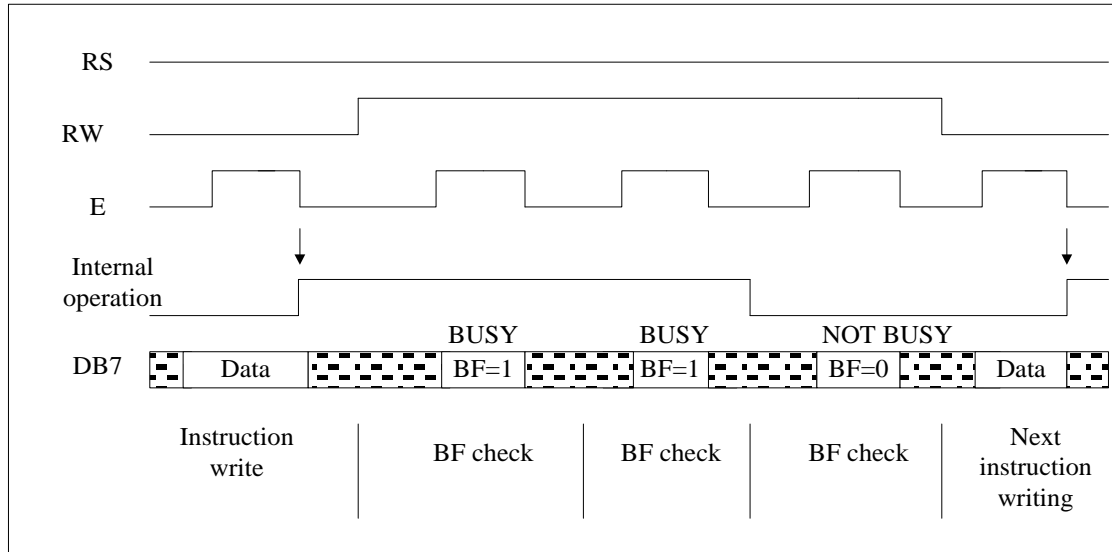 RS
RW
E
Internal
operation
BUSY BUSY NOT BUSY
DB7 Data BF=1 BF=1 BF=0 Data
Instruction
write
BF check
BF check
BF check
Next
instruction
writing